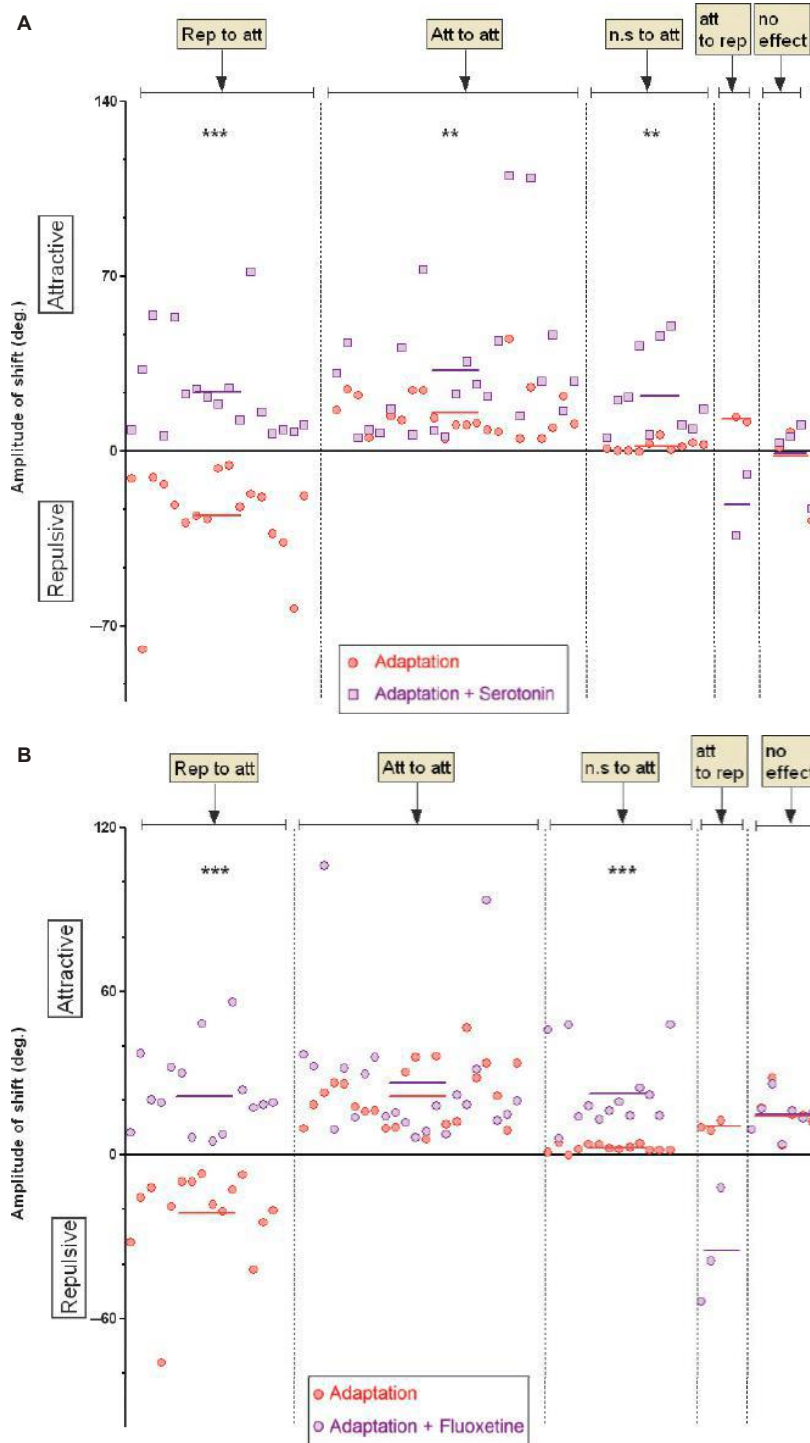 A
Rep to att
Att to att
n.s to att
att
to rep
no
effect
140
***
**
**
Attractive
70
Amplitude of shift (deg.)
0
Repulsive
–70
Adaptation
Adaptation + Serotonin
B
Rep to att
Att to att
n.s to att
att
to rep
no
effect
120
***
***
Attractive
60
Amplitude of shift (deg.)
0
Repulsive
–60
Adaptation
Adaptation + Fluoxetine